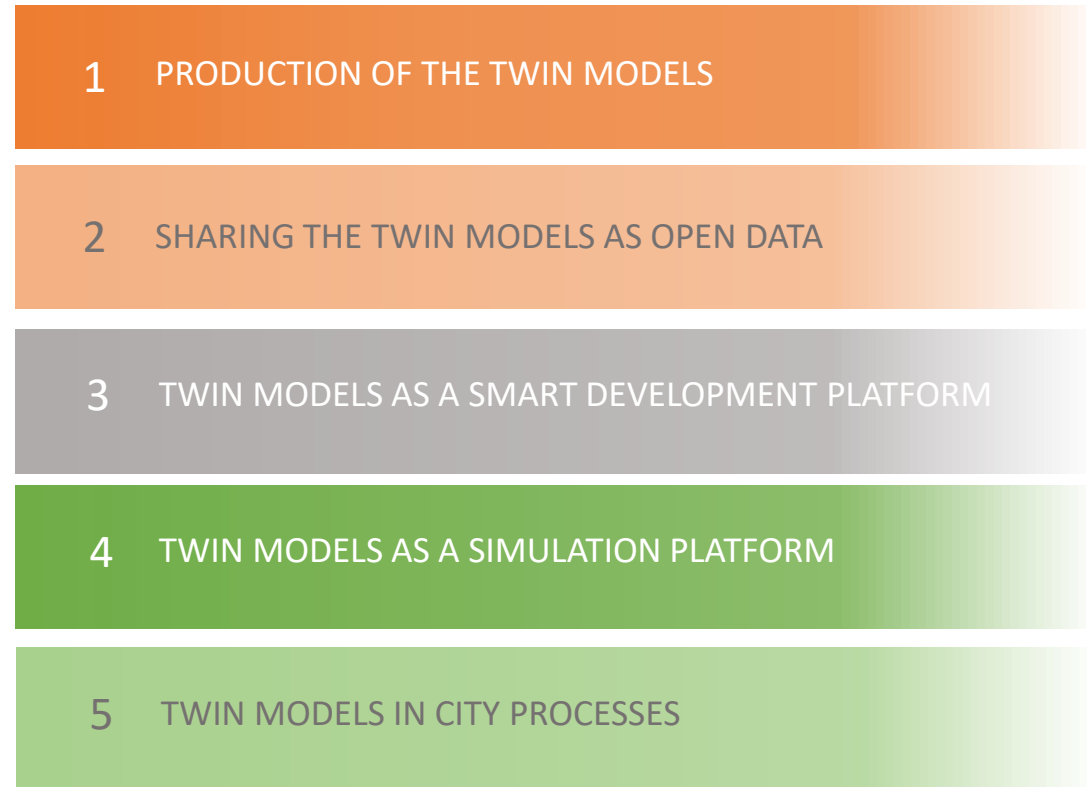 1 PRODUCTION OF THE TWIN MODELS
2 SHARING THE TWIN MODELS AS OPEN DATA
3 TWIN MODELS AS A SMART DEVELOPMENT PLATFORM
4 TWIN MODELS AS A SIMULATION PLATFORM
5 TWIN MODELS IN CITY PROCESSES